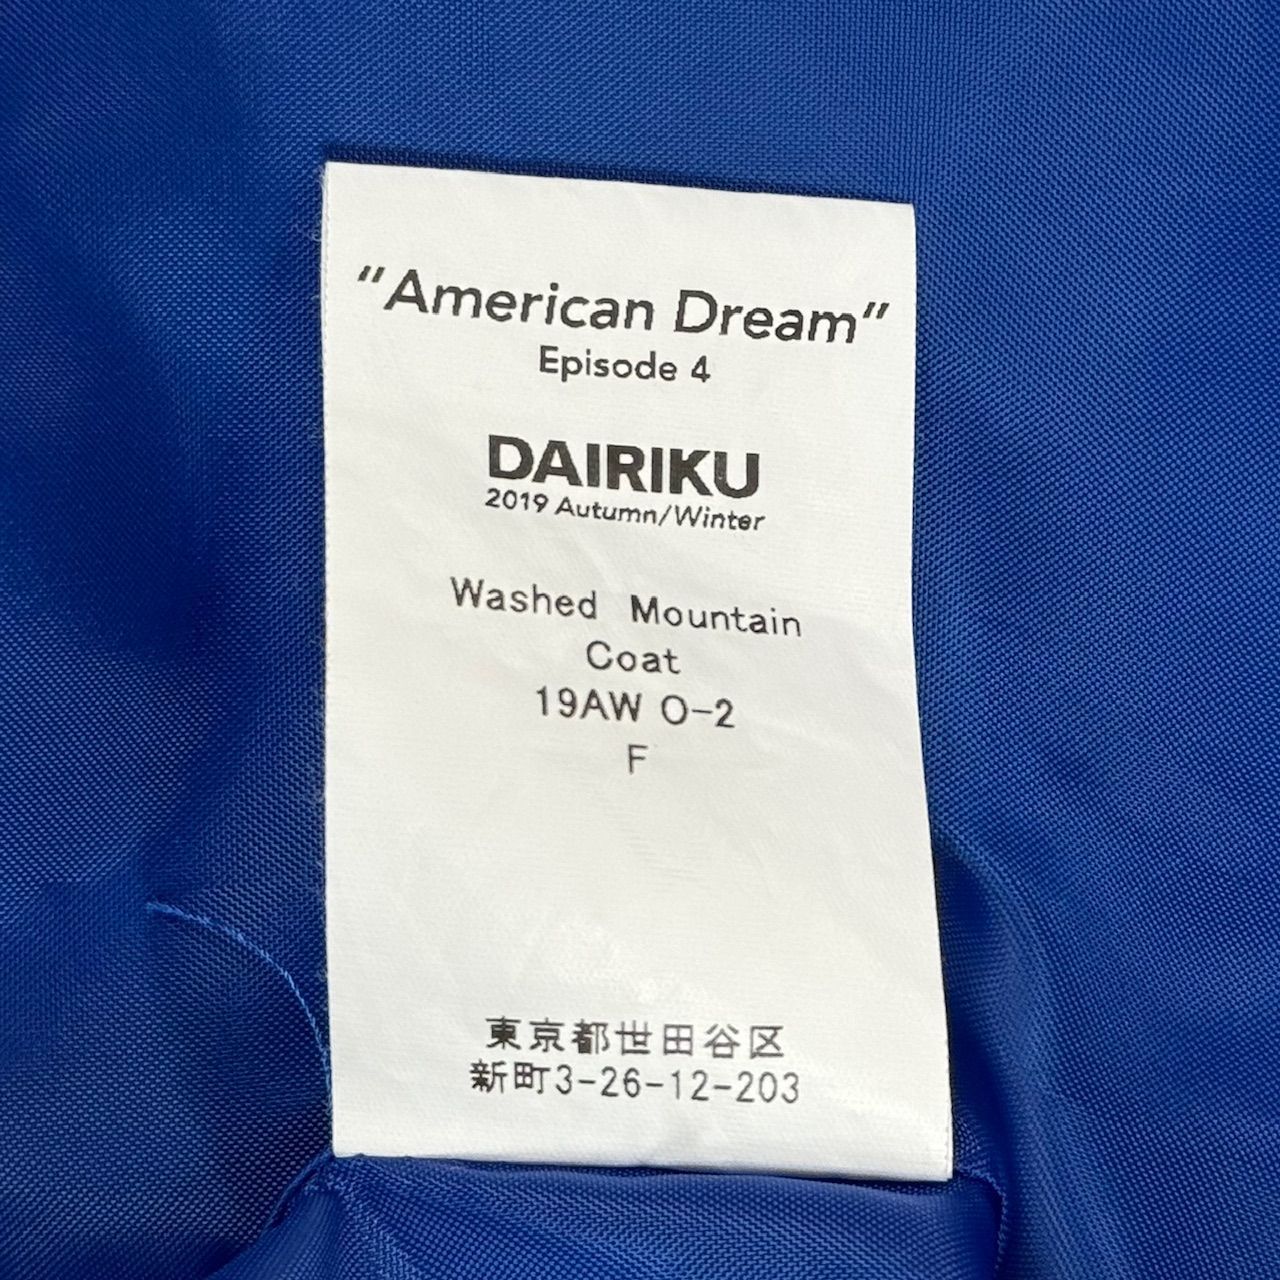 "American Dream"
Episode 4
DAIRIKU
2019 Autumn/Winter
Washed Mountain
Coat
19AW O-2
F
東京都世田谷区
新町3-26-12-203